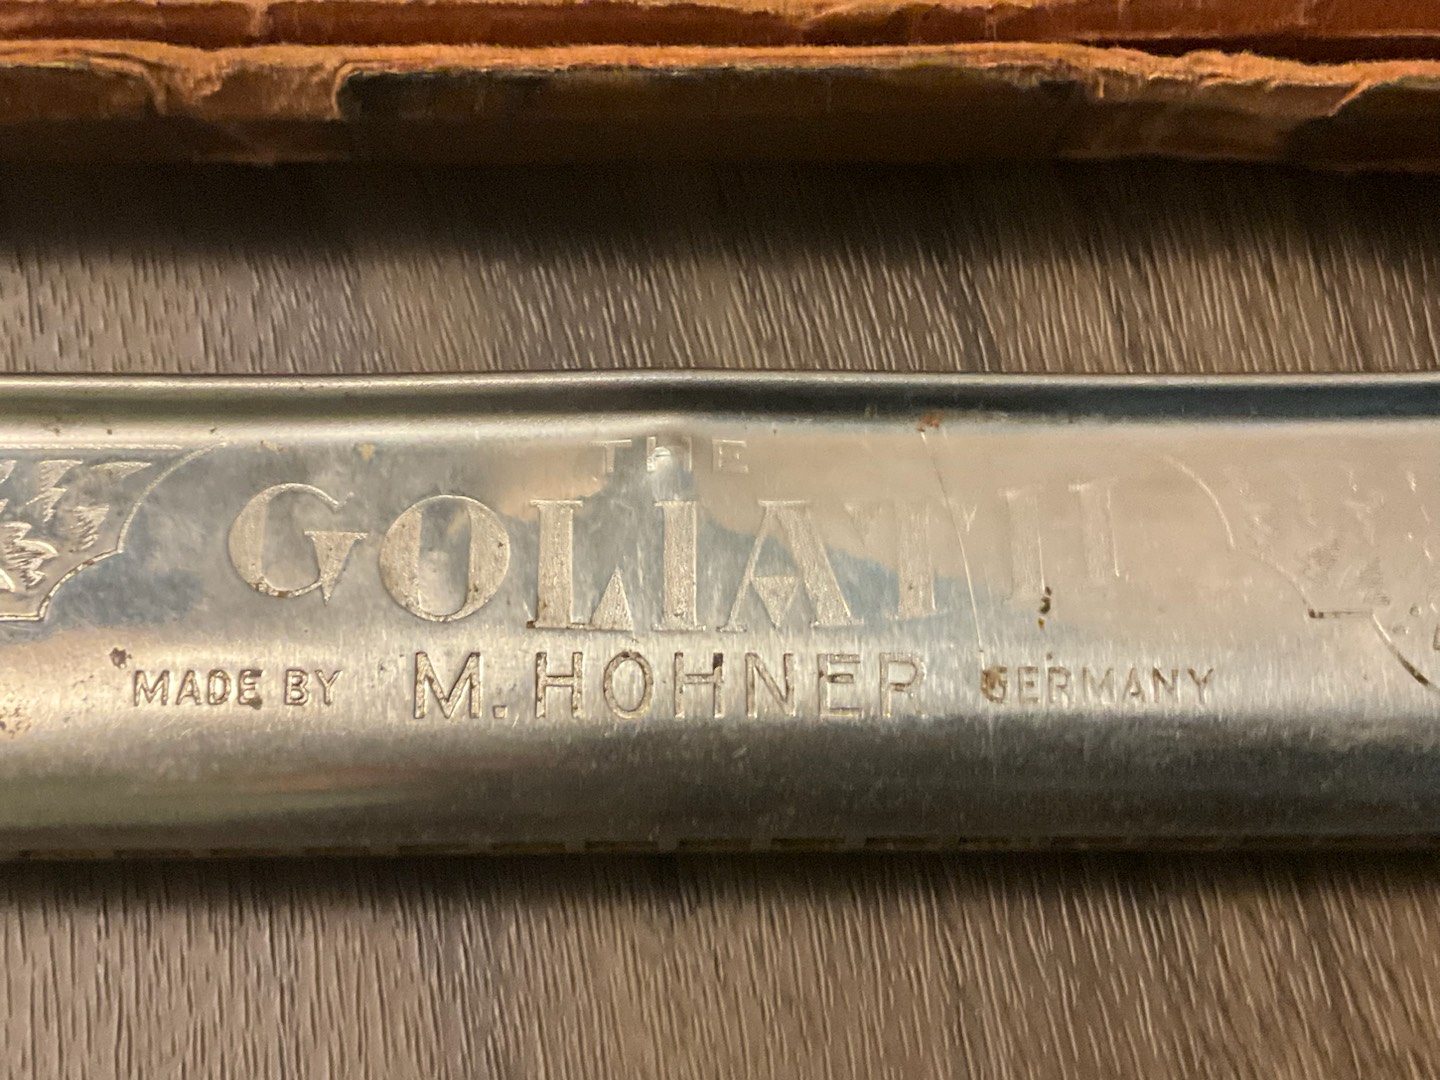 THE
GOLIATH
MADE BY M. HOHNER GERMANY